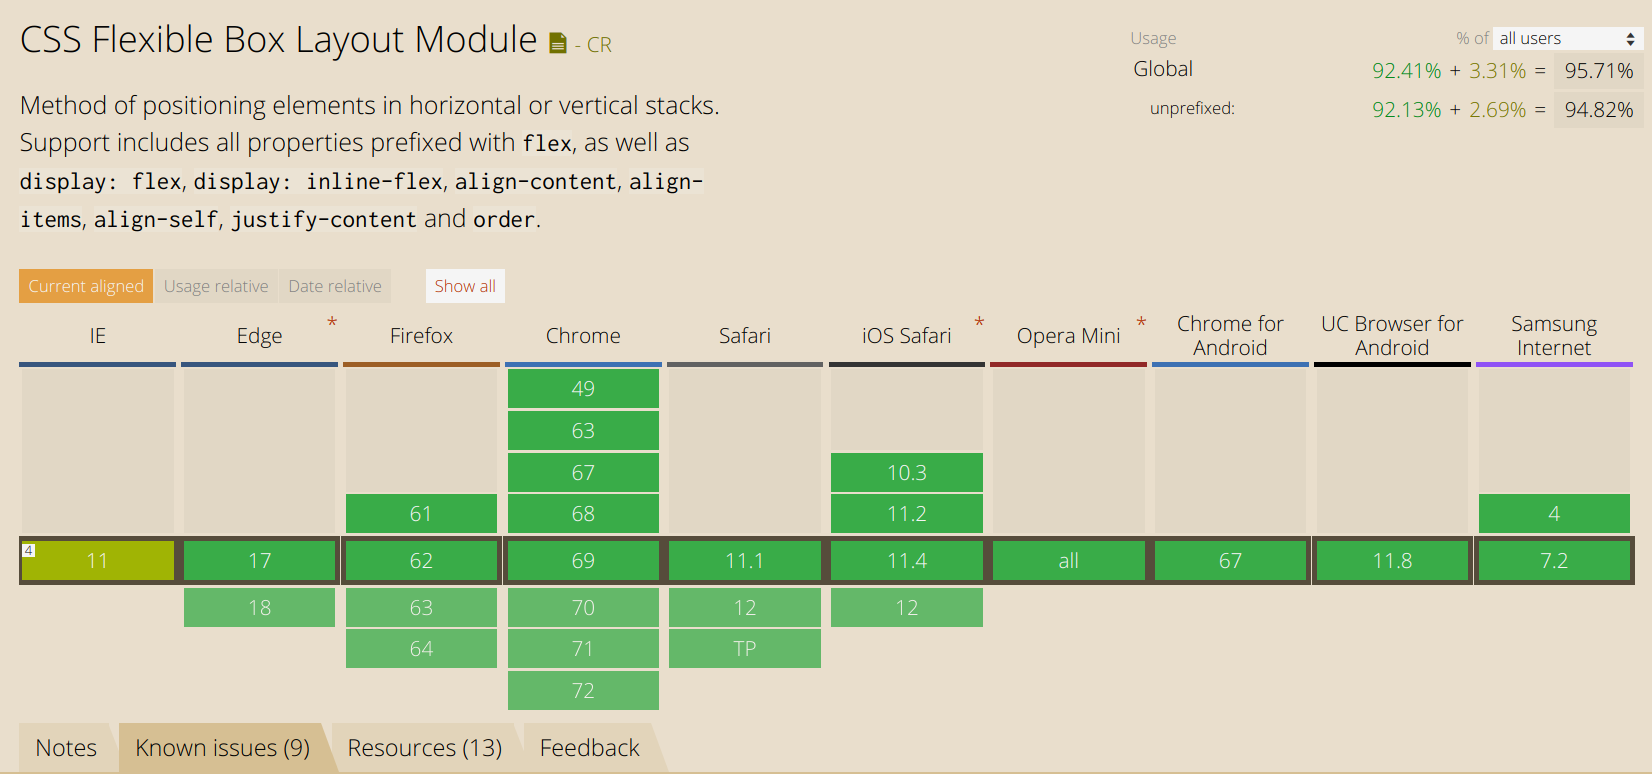 CSS Flexible Box Layout Module - CR
Usage % of all users
Global 92.41% + 3.31% = 95.71%
unprefixed: 92.13% + 2.69% = 94.82%
Method of positioning elements in horizontal or vertical stacks.
Support includes all properties prefixed with flex, as well as
display: flex, display: inline-flex, align-content, align-
items, align-self, justify-content and order.
Current aligned Usage relative Date relative Show all
IE Edge * Firefox Chrome Safari iOS Safari * Opera Mini * Chrome for Android UC Browser for Android Samsung Internet
49
63
67 10.3
61 68 11.2 4
4 11 17 62 69 11.1 11.4 all 67 11.8 7.2
18 63 70 12 12
64 71 TP
72
Notes Known issues (9) Resources (13) Feedback